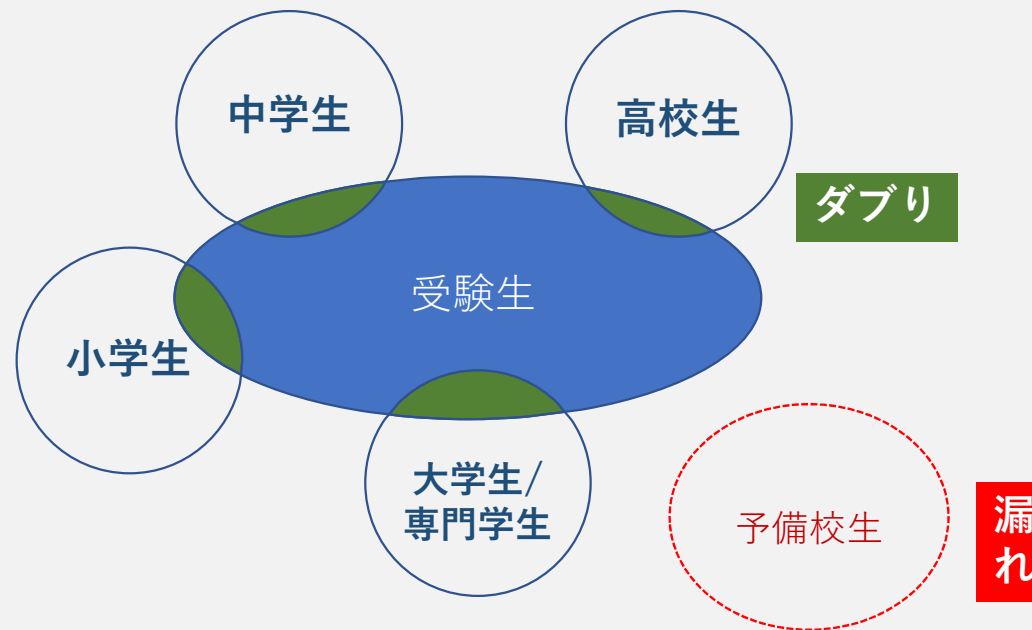 中学生
高校生
ダブり
受験生
小学生
大学生/
専門学生
予備校生
漏
れ